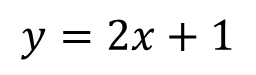 y = 2x + 1